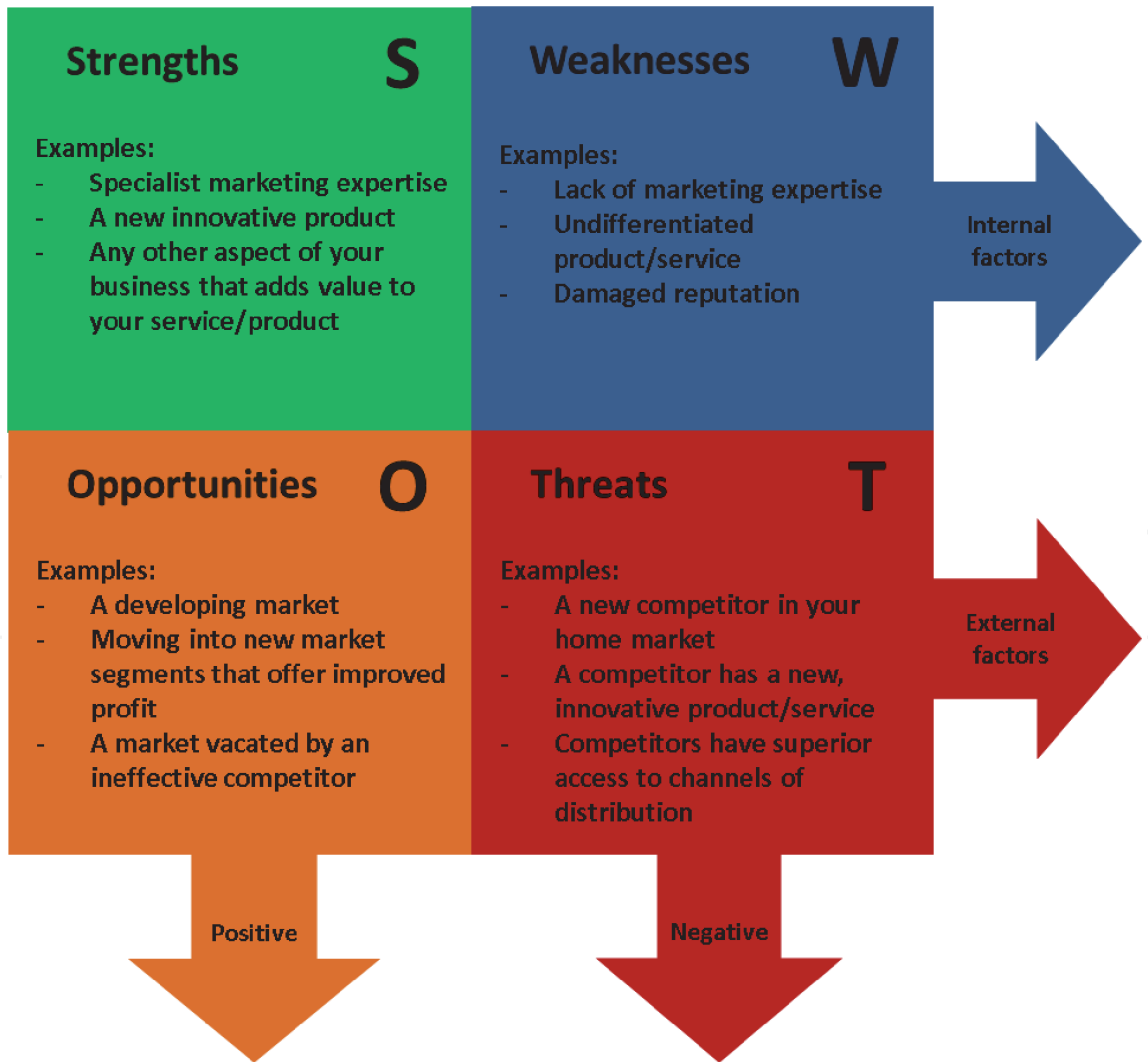 Strengths S
Examples:
- Specialist marketing expertise
- A new innovative product
- Any other aspect of your
business that adds value to
your service/product
Weaknesses W
Examples:
- Lack of marketing expertise
- Undifferentiated
product/service
- Damaged reputation
Internal
factors
Opportunities O
Examples:
- A developing market
- Moving into new market
segments that offer improved
profit
- A market vacated by an
ineffective competitor
Threats T
Examples:
- A new competitor in your
home market
- A competitor has a new,
innovative product/service
- Competitors have superior
access to channels of
distribution
External
factors
Positive
Negative